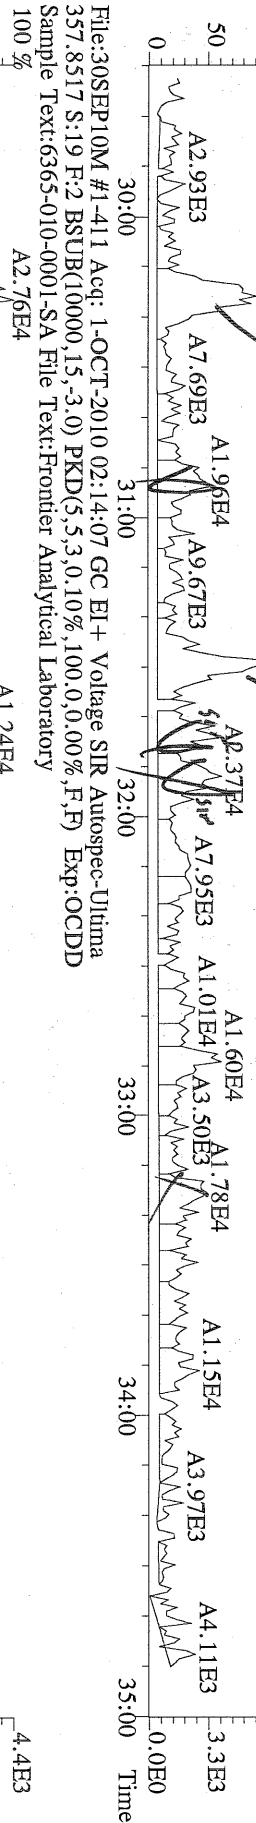 50
0
A2.93E3
A7.69E3
A1.96E4
A9.67E3
A2.37E4
A7.95E3
A1.01E4
A1.60E4
A3.50E3
A1.78E4
A1.15E4
A3.97E3
A4.11E3
3.3E3
0.0E0
30:00 31:00 32:00 33:00 34:00 35:00 Time
File:30SEP10M #1-411 Acq: 1-OCT-2010 02:14:07 GC EI+ Voltage SIR Autospec-Ultima
357.8517 S:19 F:2 BSUB(10000,15,-3.0) PKD(5,5,3,0.10%,100.0,0.00%,F,F) Exp:OCDD
Sample Text:6365-010-0001-SA File Text:Frontier Analytical Laboratory
100 %
A2.76E4
A1.24E4
4.4E3